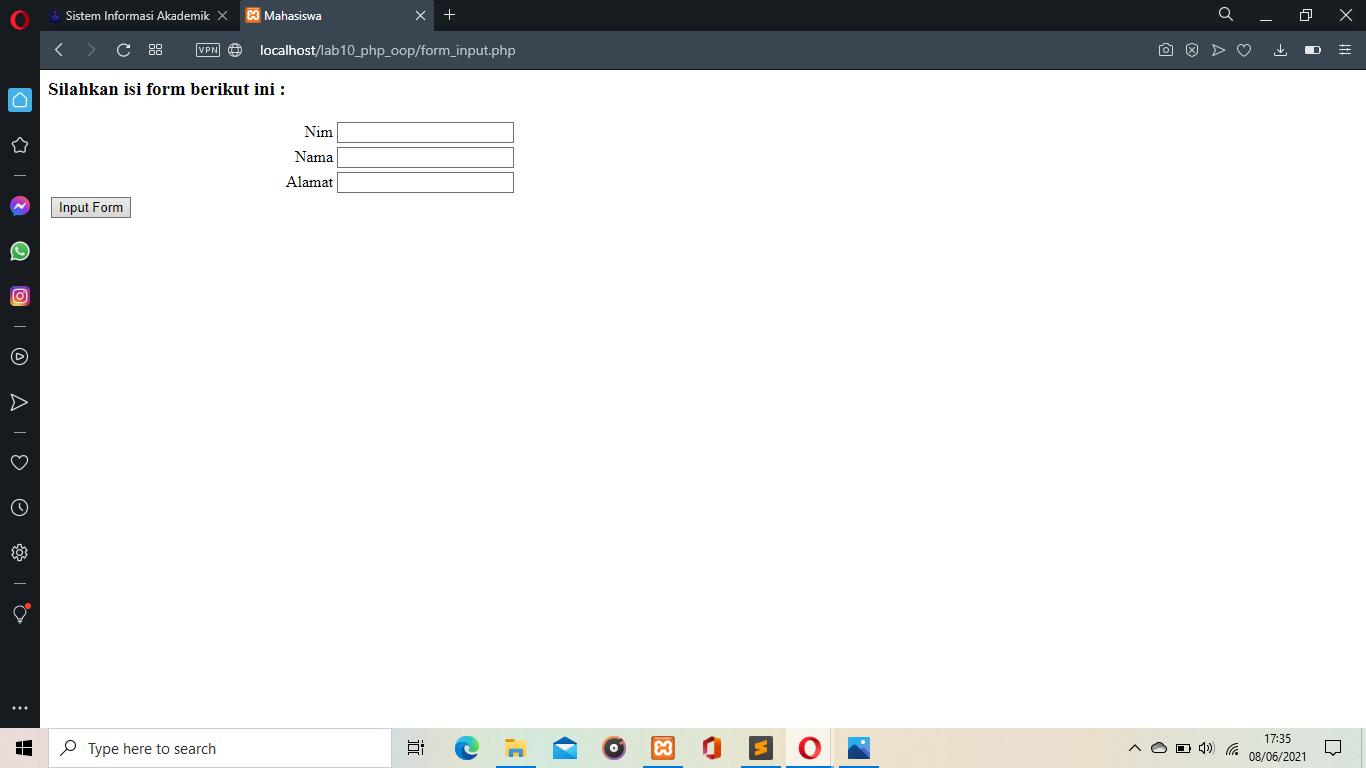 Sistem Informasi Akademik
Mahasiswa
VPN
localhost/lab10_php_oop/form_input.php
Silahkan isi form berikut ini :
Nim
Nama
Alamat
Input Form
Type here to search
17:35
08/06/2021